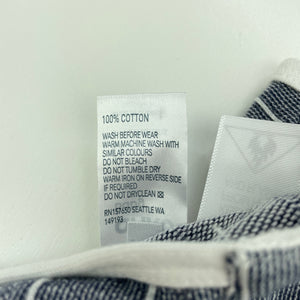 100% COTTON
WASH BEFORE WEAR
WARM MACHINE WASH WITH
SIMILAR COLOURS
DO NOT BLEACH
DO NOT TUMBLE DRY
WARM IRON ON REVERSE SIDE
IF REQUIRED
DO NOT DRYCLEAN
RN157650 SEATTLE WA
149193